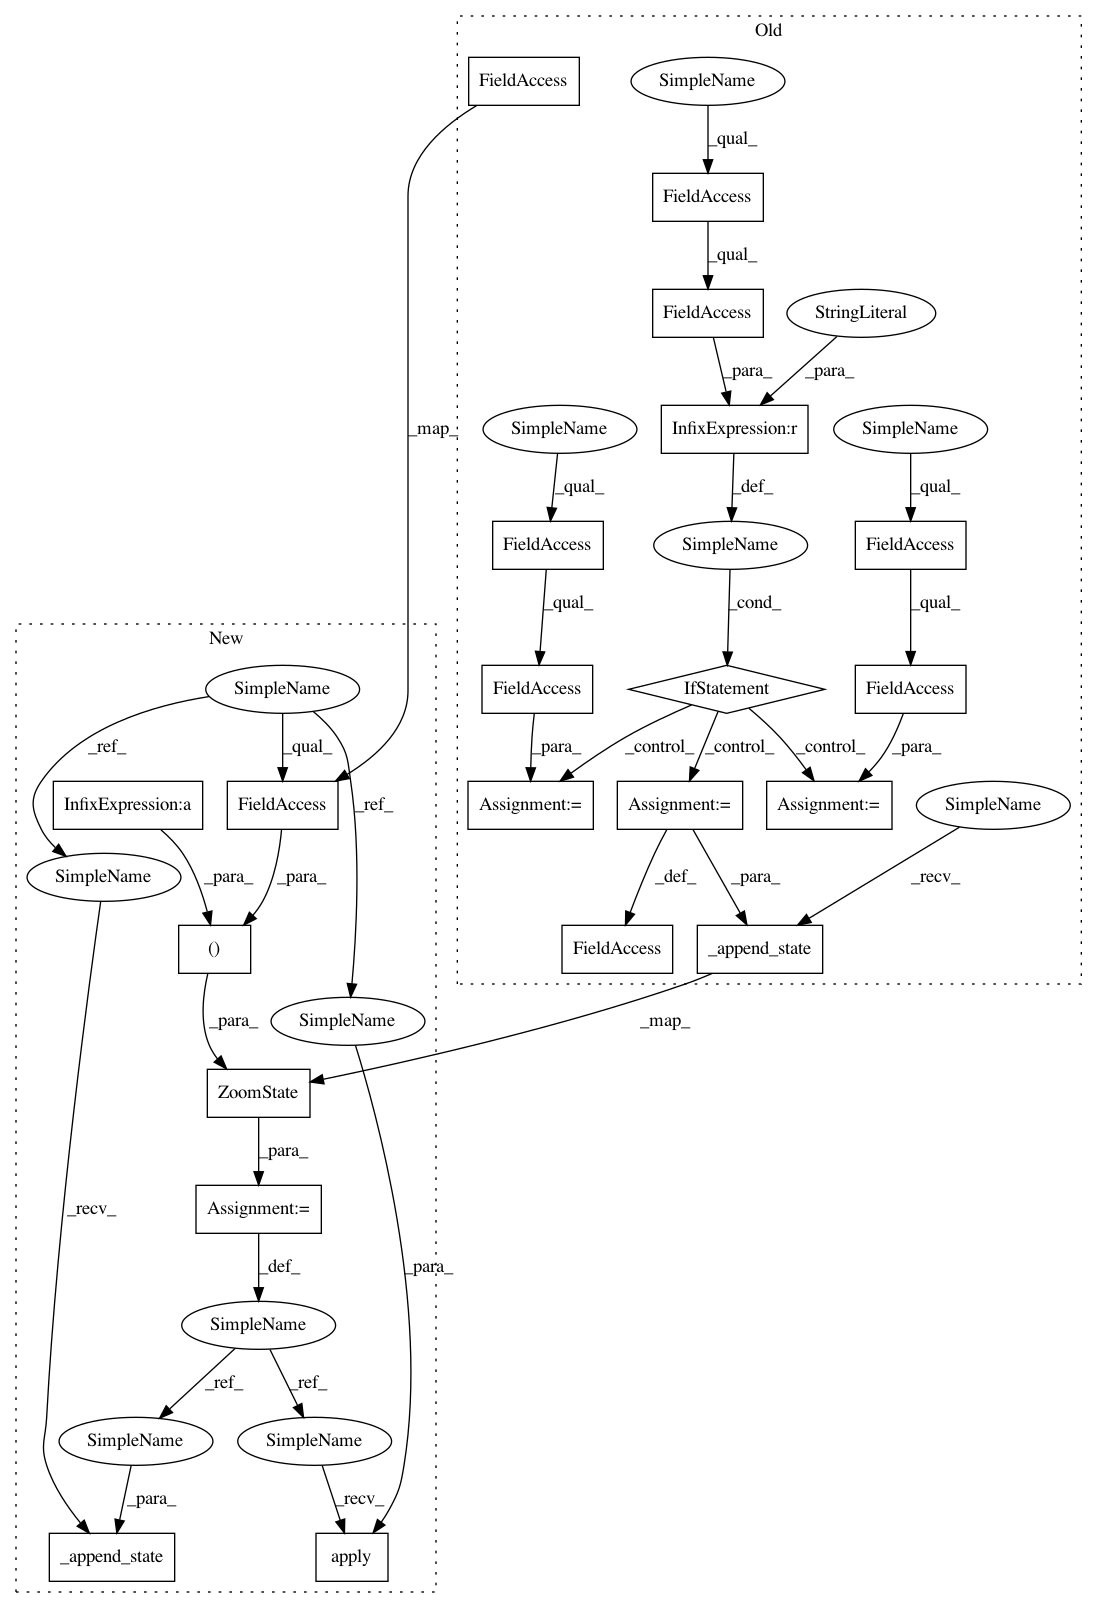 Old
FieldAccess
SimpleName
_qual_
FieldAccess
_qual_
FieldAccess
StringLiteral
_para_
_para_
_map_
SimpleName
InfixExpression:r
SimpleName
_qual_
_def_
_qual_
FieldAccess
SimpleName
FieldAccess
_qual_
_cond_
_qual_
New
SimpleName
FieldAccess
IfStatement
FieldAccess
_ref_
_qual_
_para_
_control_
_control_
_control_
_para_
InfixExpression:a
FieldAccess
_ref_
Assignment:=
Assignment:=
Assignment:=
SimpleName
SimpleName
_para_
_para_
_def_
_para_
_recv_
()
FieldAccess
_append_state
_para_
SimpleName
_map_
ZoomState
_para_
_recv_
Assignment:=
_def_
_para_
SimpleName
_ref_
_ref_
SimpleName
SimpleName
_para_
_recv_
_append_state
apply